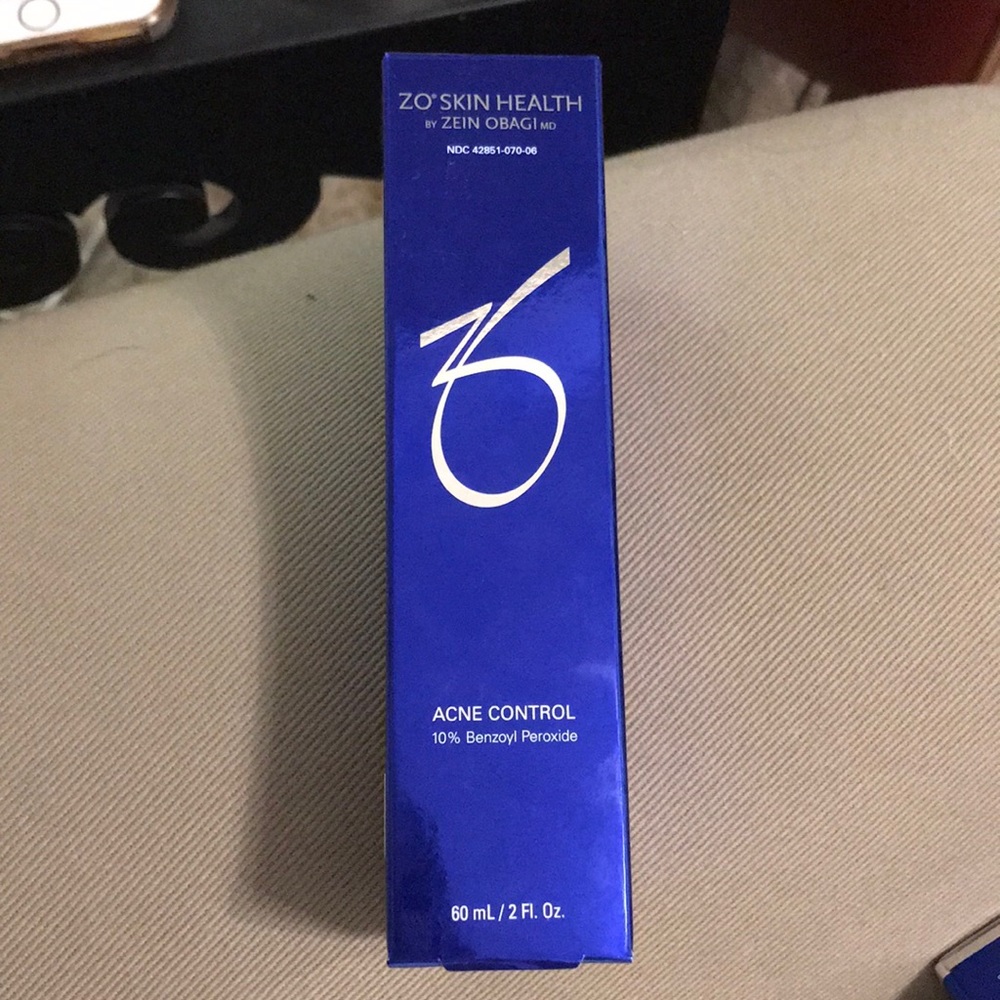 ZO® SKIN HEALTH
BY ZEIN OBAGI MD
NDC 42851-070-06
ACNE CONTROL
10% Benzoyl Peroxide
60 mL / 2 Fl. Oz.